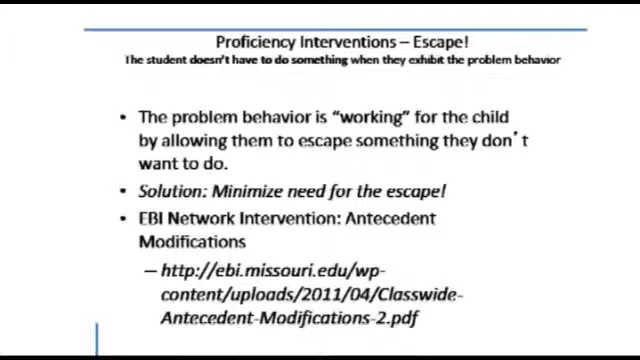 Proficiency Interventions – Escape!
The student doesn't have to do something when they exhibit the problem behavior
• The problem behavior is “working” for the child
by allowing them to escape something they don't
want to do.
• Solution: Minimize need for the escape!
• EBI Network Intervention: Antecedent
Modifications
– http://ebi.missouri.edu/wp-
content/uploads/2011/04/Classwide-
Antecedent-Modifications-2.pdf